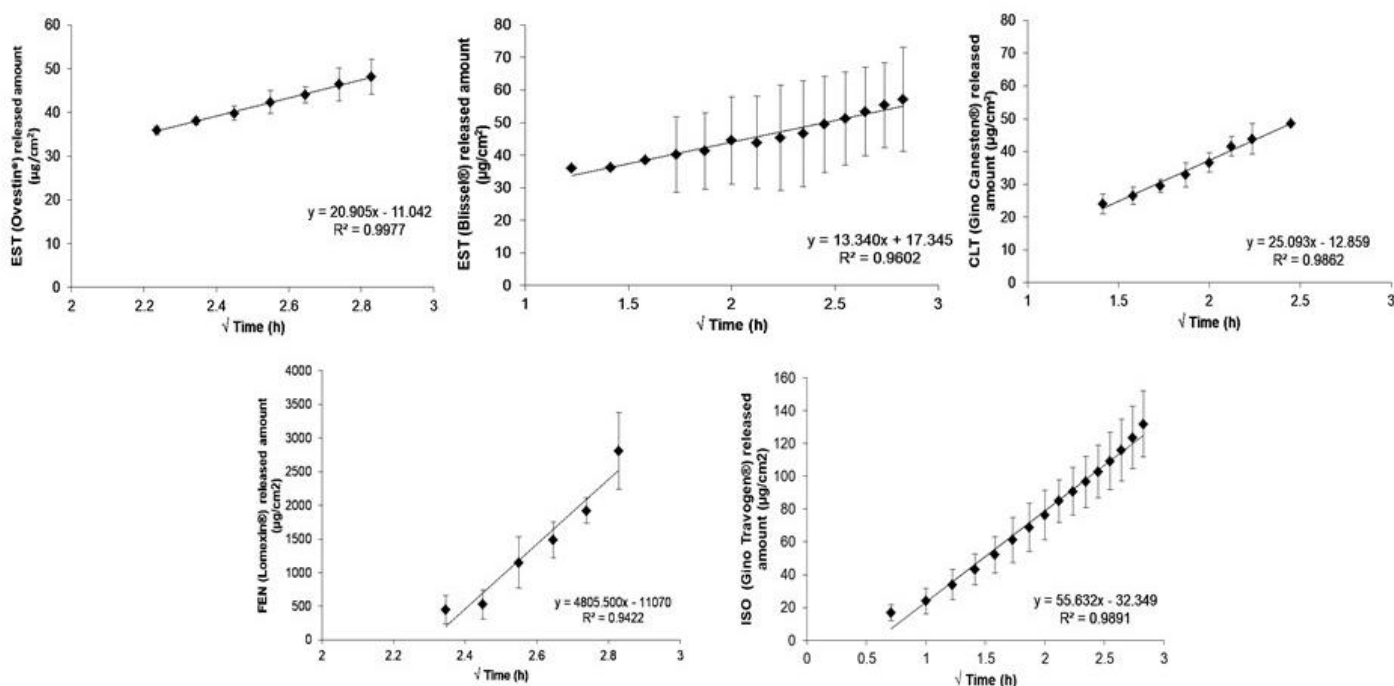 EST (Ovestin®) released amount
(µg/cm²)
60
50
40
30
20
10
0
y = 20.905x - 11.042
R² = 0.9977
2
2.2
2.4
2.6
2.8
3
√ Time (h)
EST (Blissel®) released amount
(µg/cm²)
80
70
60
50
40
30
20
10
0
y = 13.340x + 17.345
R² = 0.9602
1
1.5
2
2.5
3
√ Time (h)
CLT (Gino Canesten®) released
amount (µg/cm²)
80
70
60
50
40
30
20
10
0
y = 25.093x - 12.859
R² = 0.9862
1
1.5
2
2.5
3
√ Time (h)
FEN (Lomexin®) released amount
(µg/cm2)
4000
3500
3000
2500
2000
1500
1000
500
0
y = 4805.500x - 11070
R² = 0.9422
2
2.2
2.4
2.6
2.8
3
√ Time (h)
ISO (Gino Travogen®) released
amount (µg/cm2)
160
140
120
100
80
60
40
20
0
y = 55.632x - 32.349
R² = 0.9891
0
0.5
1
1.5
2
2.5
3
√ Time (h)